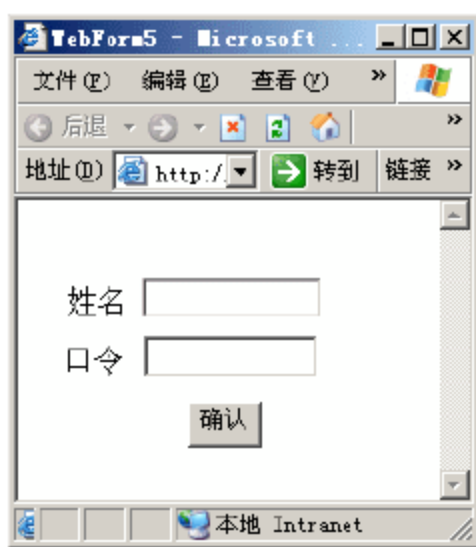 WebForm5 - Microsoft ...
文件(F) 编辑(E) 查看(V) »
后退 »
地址(D) http:/ 转到 链接 »
姓名
口令
确认
本地 Intranet